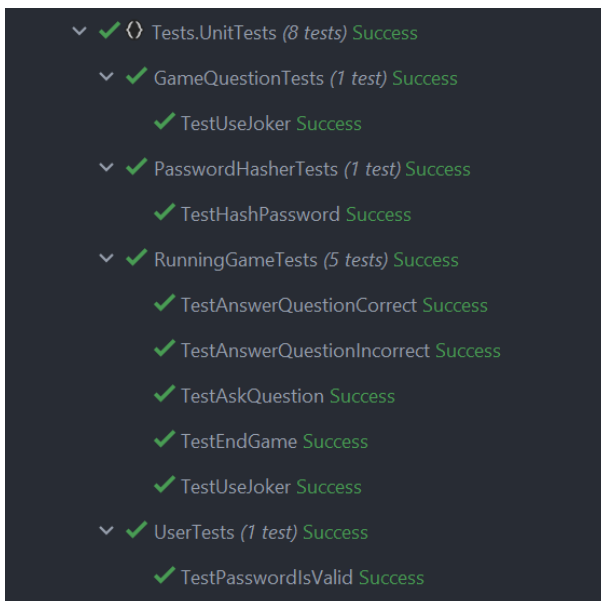 {} Tests.UnitTests (8 tests) Success
GameQuestionTests (1 test) Success
TestUseJoker Success
PasswordHasherTests (1 test) Success
TestHashPassword Success
RunningGameTests (5 tests) Success
TestAnswerQuestionCorrect Success
TestAnswerQuestionIncorrect Success
TestAskQuestion Success
TestEndGame Success
TestUseJoker Success
UserTests (1 test) Success
TestPasswordIsValid Success